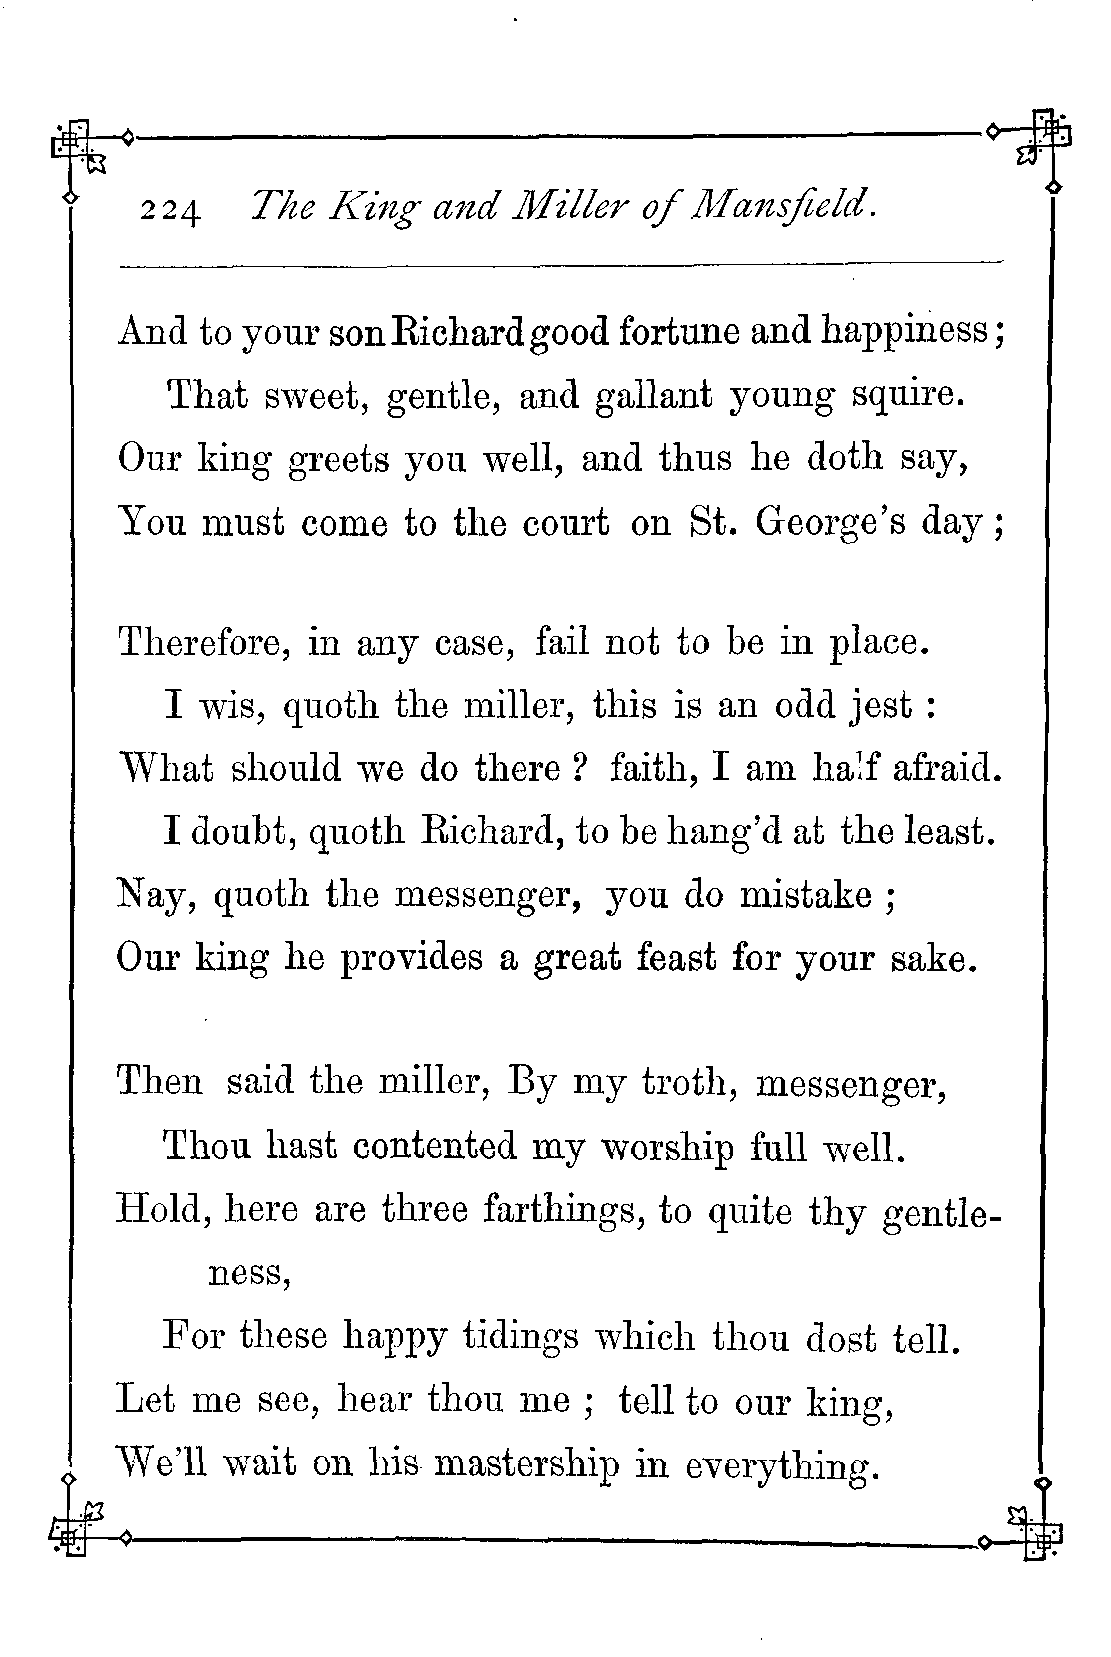 224 The King and Miller of Mansfield.
And to your son Richard good fortune and happiness;
That sweet, gentle, and gallant young squire.
Our king greets you well, and thus he doth say,
You must come to the court on St. George's day;
Therefore, in any case, fail not to be in place.
I wis, quoth the miller, this is an odd jest :
What should we do there ? faith, I am half afraid.
I doubt, quoth Richard, to be hang'd at the least.
Nay, quoth the messenger, you do mistake ;
Our king he provides a great feast for your sake.
Then said the miller, By my troth, messenger,
Thou hast contented my worship full well.
Hold, here are three farthings, to quite thy gentle-
ness,
For these happy tidings which thou dost tell.
Let me see, hear thou me ; tell to our king,
We'll wait on his mastership in everything.